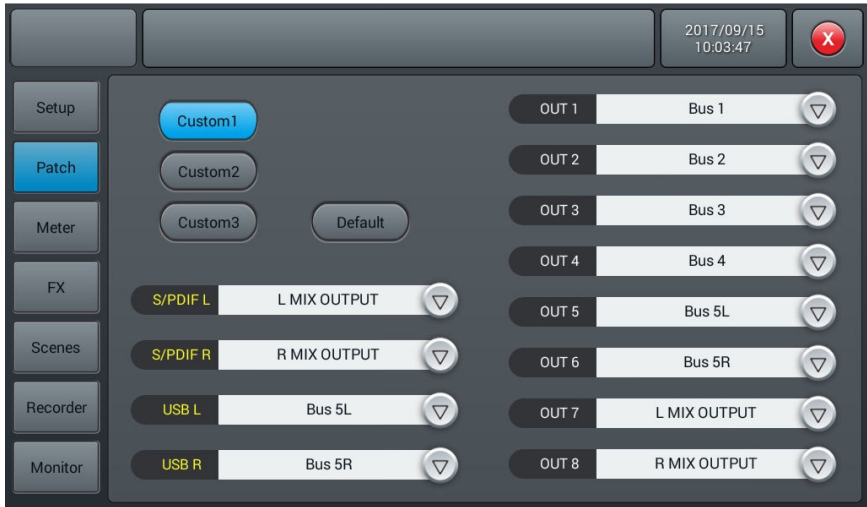 2017/09/15
10:03:47
X
Setup
Patch
Meter
FX
Scenes
Recorder
Monitor
Custom1
Custom2
Custom3 Default
S/PDIF L L MIX OUTPUT
S/PDIF R R MIX OUTPUT
USB L Bus 5L
USB R Bus 5R
OUT 1 Bus 1
OUT 2 Bus 2
OUT 3 Bus 3
OUT 4 Bus 4
OUT 5 Bus 5L
OUT 6 Bus 5R
OUT 7 L MIX OUTPUT
OUT 8 R MIX OUTPUT